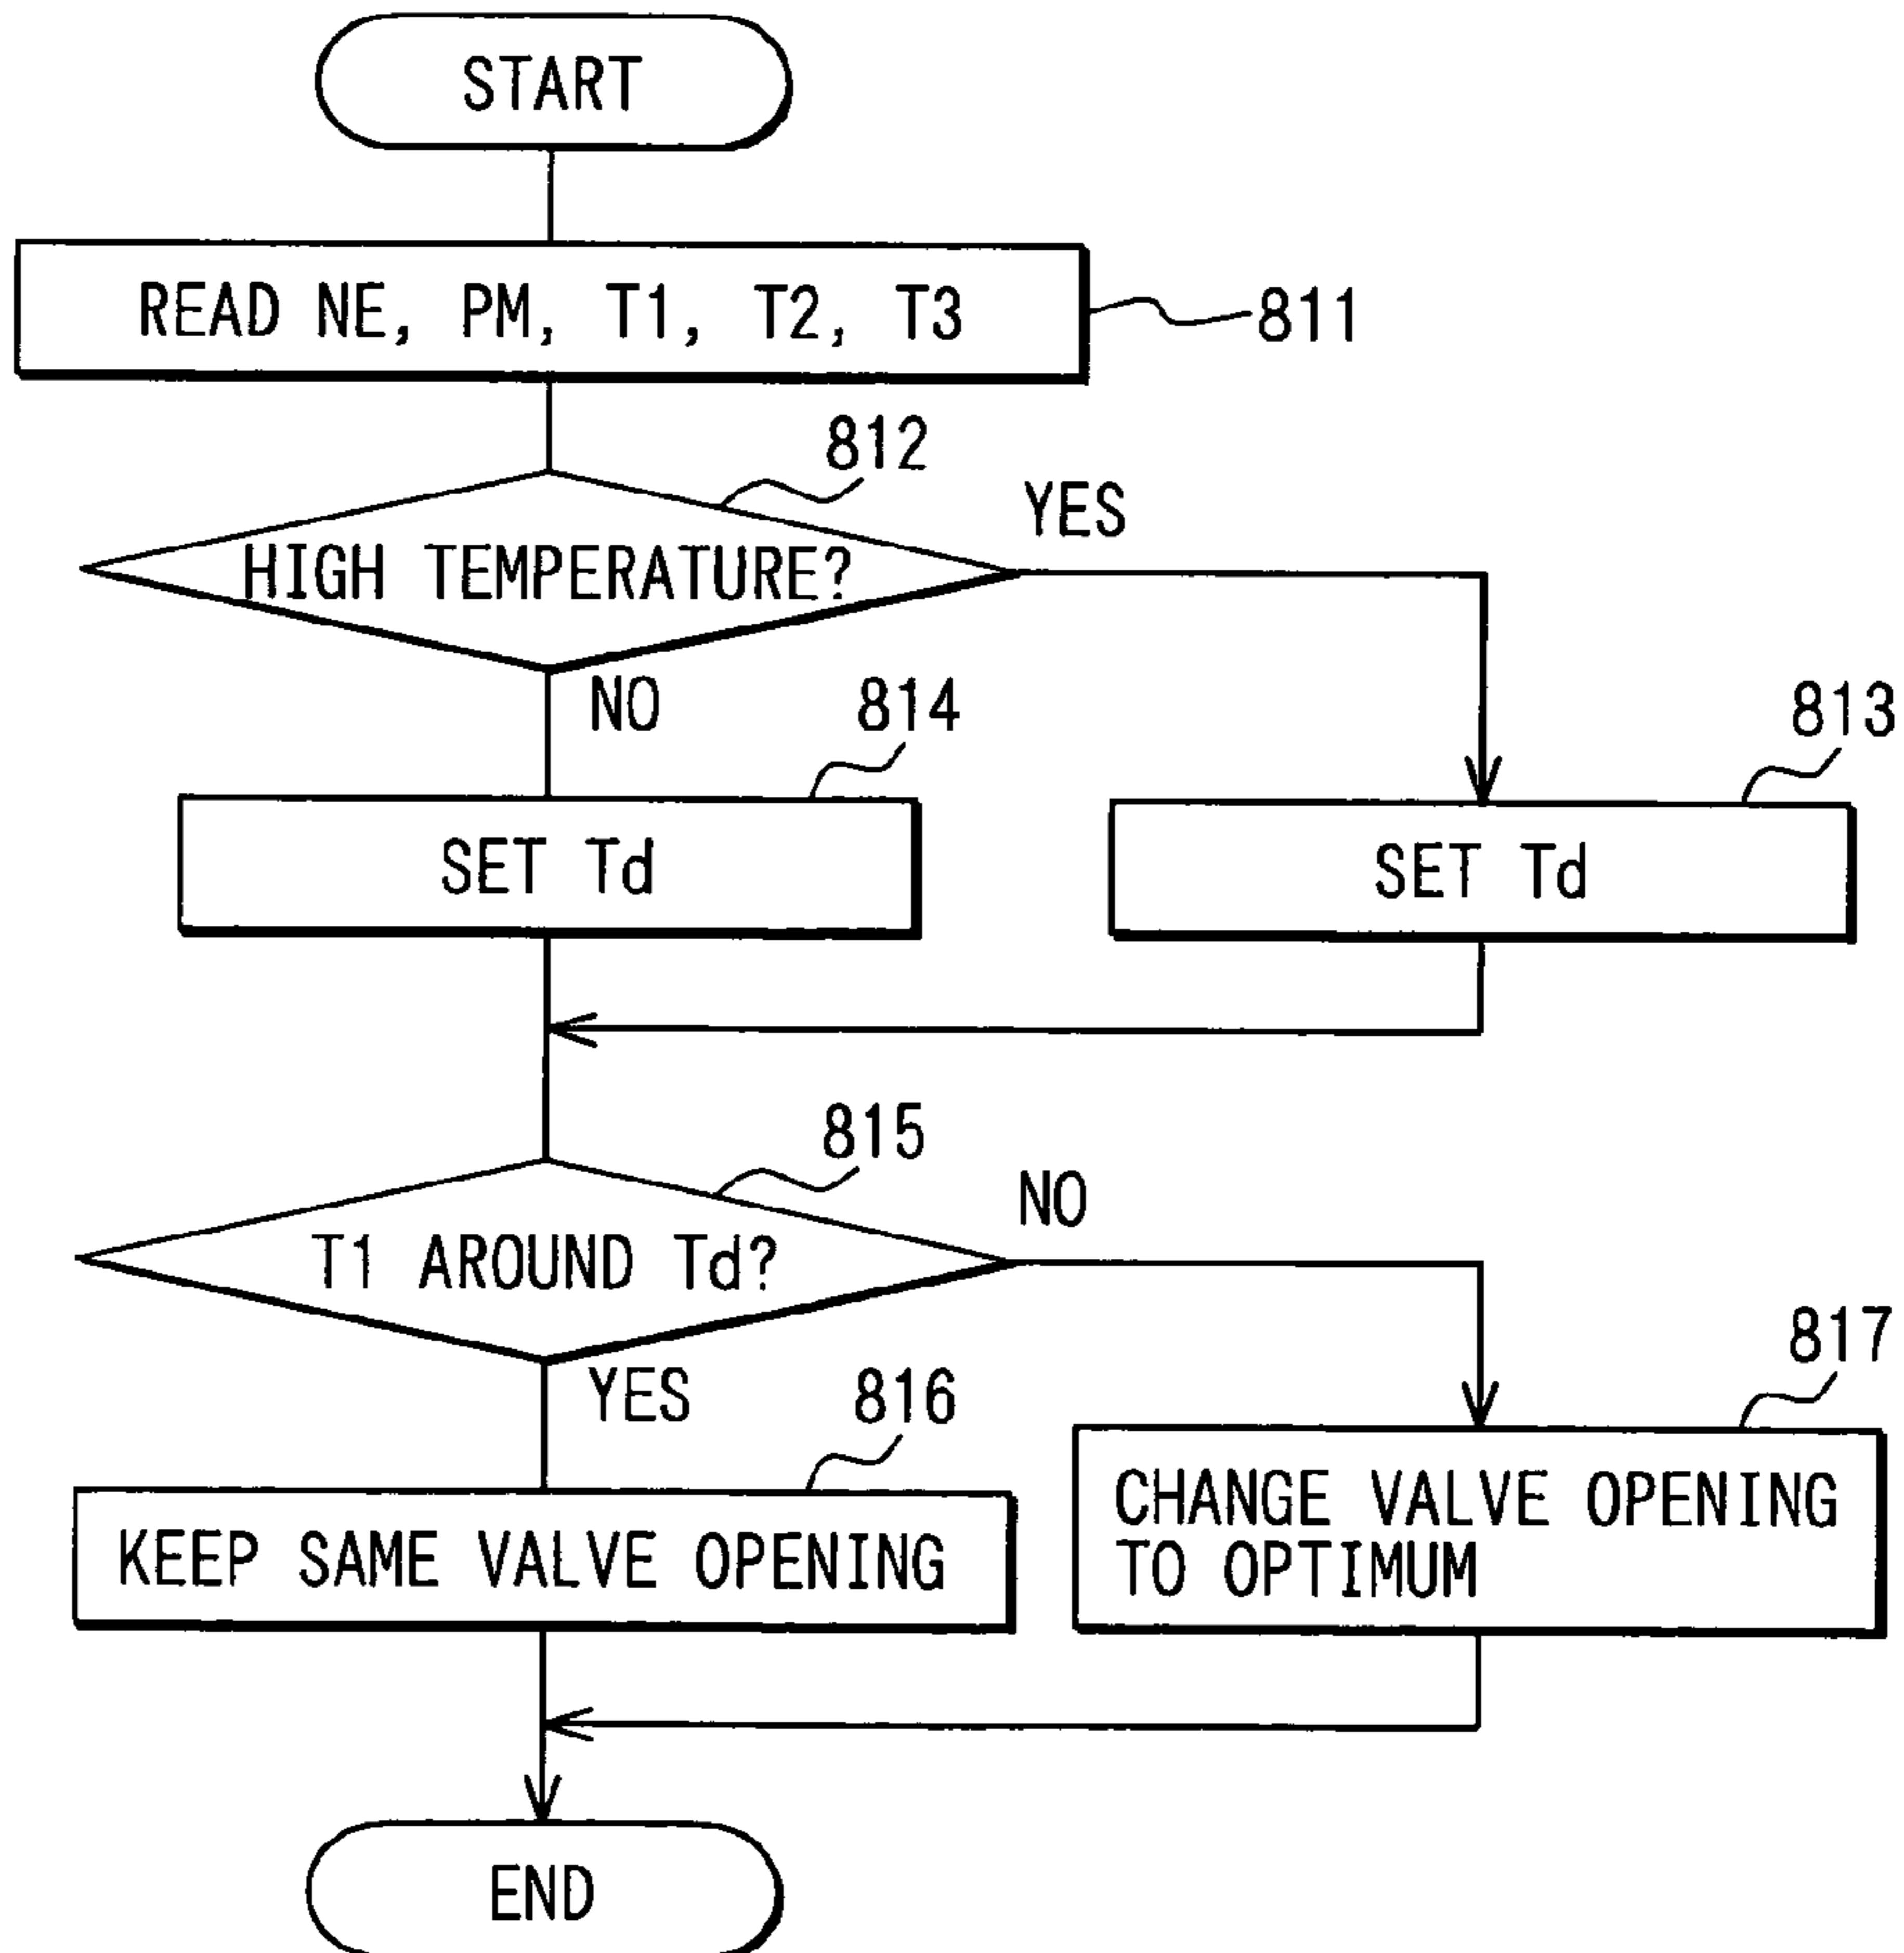 START
READ NE, PM, T1, T2, T3
811
812
HIGH TEMPERATURE?
YES
NO
814
813
SET Td
SET Td
815
T1 AROUND Td?
NO
YES
816
817
KEEP SAME VALVE OPENING
CHANGE VALVE OPENING
TO OPTIMUM
END